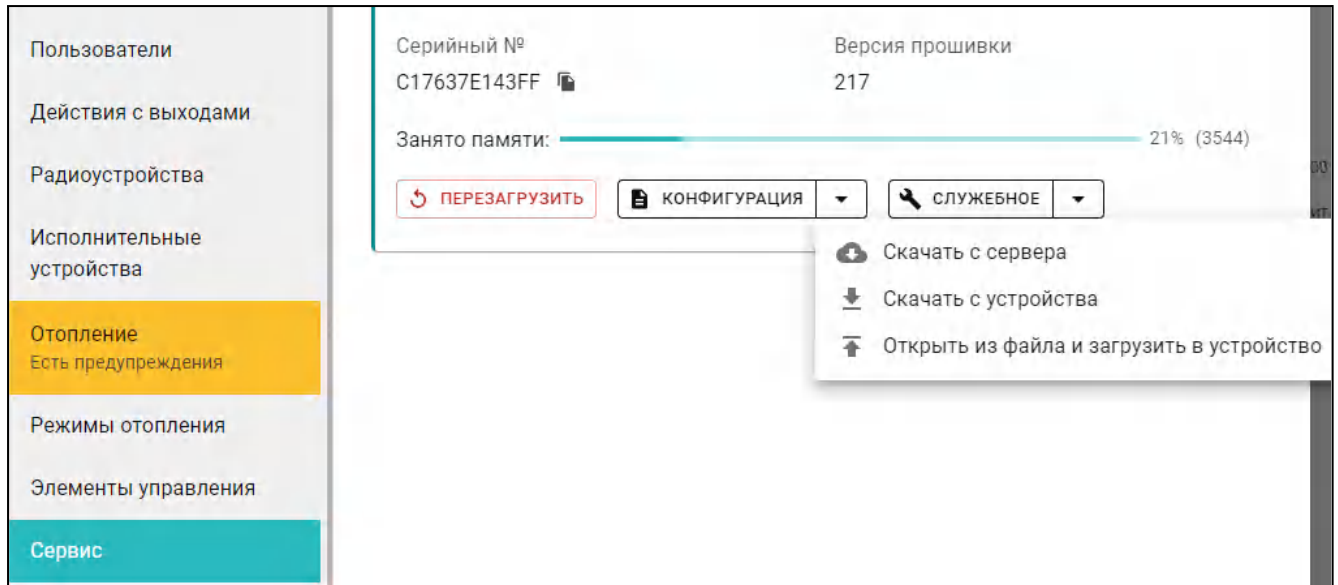 Пользователи
Действия с выходами
Радиоустройства
Исполнительные
устройства
Отопление
Есть предупреждения
Режимы отопления
Элементы управления
Сервис
Серийный № Версия прошивки
C17637E143FF 217
Занято памяти: 21% (3544)
ПЕРЕЗАГРУЗИТЬ КОНФИГУРАЦИЯ СЛУЖЕБНОЕ
Скачать с сервера
Скачать с устройства
Открыть из файла и загрузить в устройство